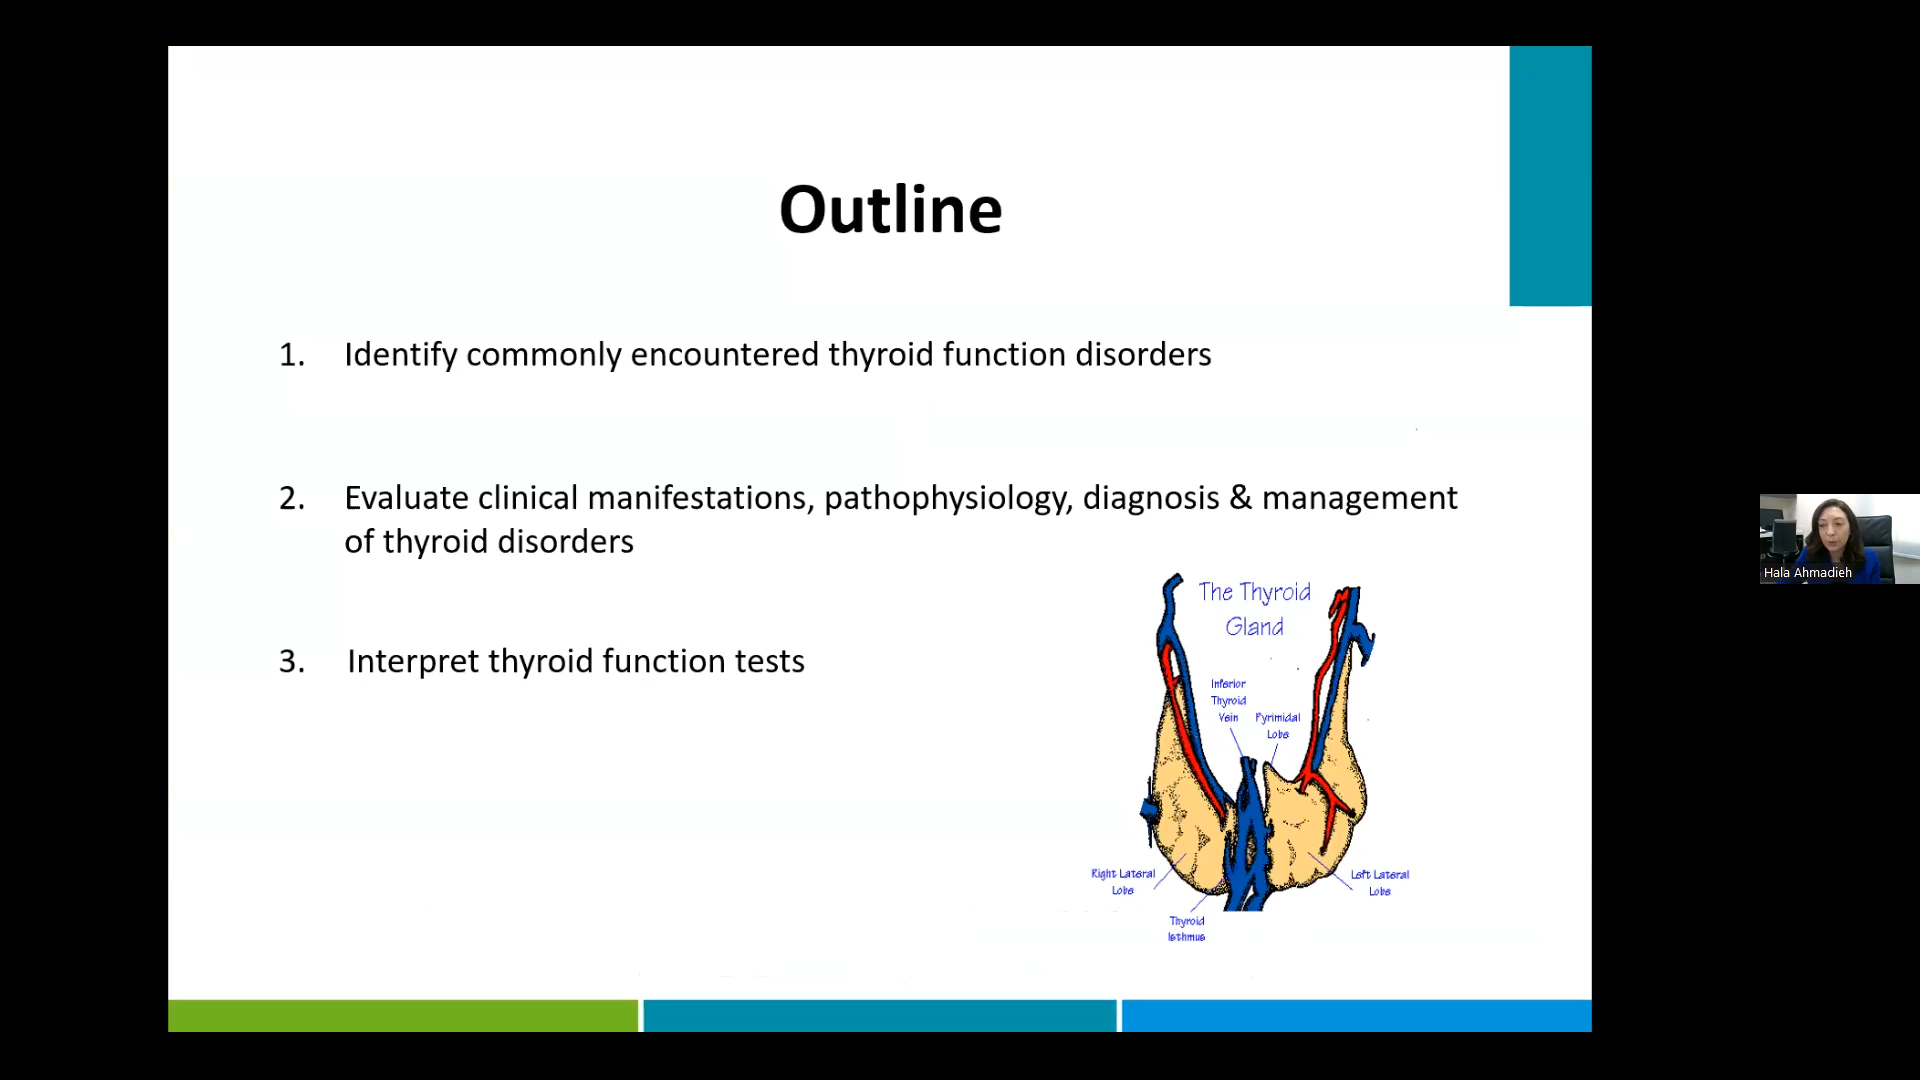 Outline
1. Identify commonly encountered thyroid function disorders
2. Evaluate clinical manifestations, pathophysiology, diagnosis & management
of thyroid disorders
3. Interpret thyroid function tests
The Thyroid
Gland
Inferior
Thyroid
Vein
Pyrimidal
Lobe
Right Lateral
Lobe
Left Lateral
Lobe
Thyroid
Isthmus
Hala Ahmadieh